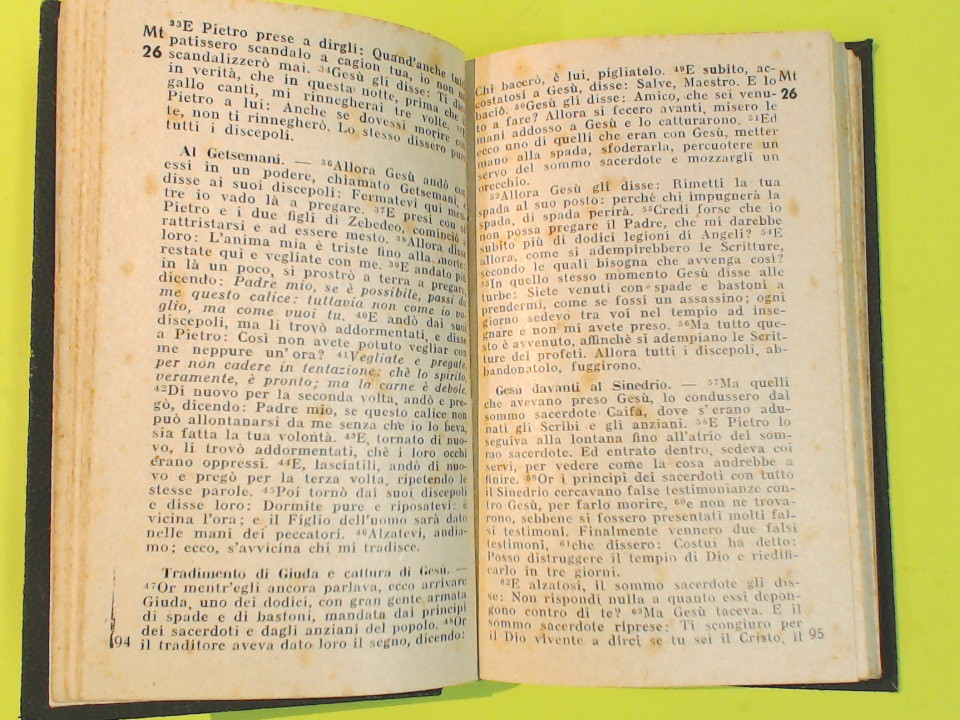 Mt
26
³³E Pietro prese a dirgli: Quand'anche tutti
patissero scandalo a cagion tua, io non mi
scandalizzerò mai. ³⁴Gesù gli disse: Ti dico
in verità, che in questa notte, prima che
gallo canti, mi rinnegherai tre volte.
Pietro a lui: Anche se dovessi morire con
te, non ti rinnegherò. Lo stesso dissero pure
tutti i discepoli.
Al Getsemani. — ³⁶Allora Gesù andò con
essi in un podere, chiamato Getsemani, e
disse ai suoi discepoli: Fermatevi qui men-
tre io vado là a pregare. ³⁷E presi con sè
Pietro e i due figli di Zebedeo, cominciò a
rattristarsi e ad essere mesto. ³⁸Allora disse
loro: L'anima mia è triste fino alla morte:
restate qui e vegliate con me. ³⁹E andato più
in là un poco, si prostrò a terra a pregare,
dicendo: Padre mio, se è possibile, passi da
me questo calice: tuttavia non come io vo-
glio, ma come vuoi tu. ⁴⁰E andò dai suoi
discepoli, ma li trovò addormentati, e disse
a Pietro: Così non avete potuto vegliar con
me neppure un'ora? ⁴¹Vegliate e pregate,
per non cadere in tentazione: chè lo spirito,
veramente, è pronto; ma la carne è debole.
⁴²Di nuovo per la seconda volta, andò e pre-
gò, dicendo: Padre mio, se questo calice non
può allontanarsi da me senza ch'e io lo beva,
sia fatta la tua volontà. ⁴³E, tornato di nuo-
vo, li trovò addormentati, chè i loro occhi
erano oppressi. ⁴⁴E, lasciatili, andò di nuo-
vo e pregò per la terza volta, ripetendo le
stesse parole. ⁴⁵Poi tornò dai suoi discepoli
e disse loro: Dormite pure e riposatevi: è
vicina l'ora; e il Figlio dell'uomo sarà dato
nelle mani dei peccatori. ⁴⁶Alzatevi, andia-
mo; ecco, s'avvicina chi mi tradisce.
Tradimento di Giuda e cattura di Gesù. —
⁴⁷Or mentr'egli ancora parlava, ecco arrivare
Giuda, uno dei dodici, con gran gente armata
di spade e di bastoni, mandata dai principi
dei sacerdoti e dagli anziani del popolo. ⁴⁸Or
il traditore aveva dato loro il segno, dicendo:
94
Mt
26
Chi bacerò, è lui, pigliatelo. ⁴⁹E subito, ac-
costatosi a Gesù, disse: Salve, Maestro. E lo
baciò. ⁵⁰Gesù gli disse: Amico, che sei venu-
to a fare? Allora si fecero avanti, misero le
mani addosso a Gesù e lo catturarono. ⁵¹Ed
ecco uno di quelli che eran con Gesù, metter
mano alla spada, sfoderarla, percuotere un
servo del sommo sacerdote e mozzargli un
orecchio.
⁵²Allora Gesù gli disse: Rimetti la tua
spada al suo posto: perchè chi impugnerà la
spada, di spada perirà. ⁵³Credi forse che io
non possa pregare il Padre, che mi darebbe
subito più di dodici legioni di Angeli? ⁵⁴E
allora, come si adempirebbero le Scritture,
secondo le quali bisogna che avvenga così?
⁵⁵In quello stesso momento Gesù disse alle
turbe: Siete venuti con spade e bastoni a
prendermi, come se fossi un assassino; ogni
giorno sedevo tra voi nel tempio ad inse-
gnare e non mi avete preso. ⁵⁶Ma tutto que-
sto è avvenuto, affinchè si adempiano le Scrit-
ture dei profeti. Allora tutti i discepoli, ab-
bandonatolo, fuggirono.
Gesù davanti al Sinedrio. — ⁵⁷Ma quelli
che avevano preso Gesù, lo condussero dal
sommo sacerdote Caifa, dove s'erano adu-
nati gli Scribi e gli anziani. ⁵⁸E Pietro lo
seguiva alla lontana fino all'atrio del som-
mo sacerdote. Ed entrato dentro, sedeva coi
servi, per vedere come la cosa andrebbe a
finire. ⁵⁹Or i principi dei sacerdoti con tutto
il Sinedrio cercavano false testimonianze con-
tro Gesù, per farlo morire, ⁶⁰e non ne trova-
rono, sebbene si fossero presentati molti fal-
si testimoni. Finalmente vennero due falsi
testimoni, ⁶¹che dissero: Costui ha detto:
Posso distruggere il tempio di Dio e riedifi-
carlo in tre giorni.
⁶²E alzatosi, il sommo sacerdote gli dis-
se: Non rispondi nulla a quanto essi depon-
gono contro di te? ⁶³Ma Gesù taceva. E il
sommo sacerdote riprese: Ti scongiuro per
il Dio vivente a dirci se tu sei il Cristo, il
95